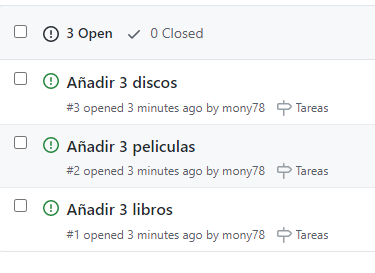 3 Open 0 Closed
Añadir 3 discos
#3 opened 3 minutes ago by mony78 Tareas
Añadir 3 peliculas
#2 opened 3 minutes ago by mony78 Tareas
Añadir 3 libros
#1 opened 3 minutes ago by mony78 Tareas